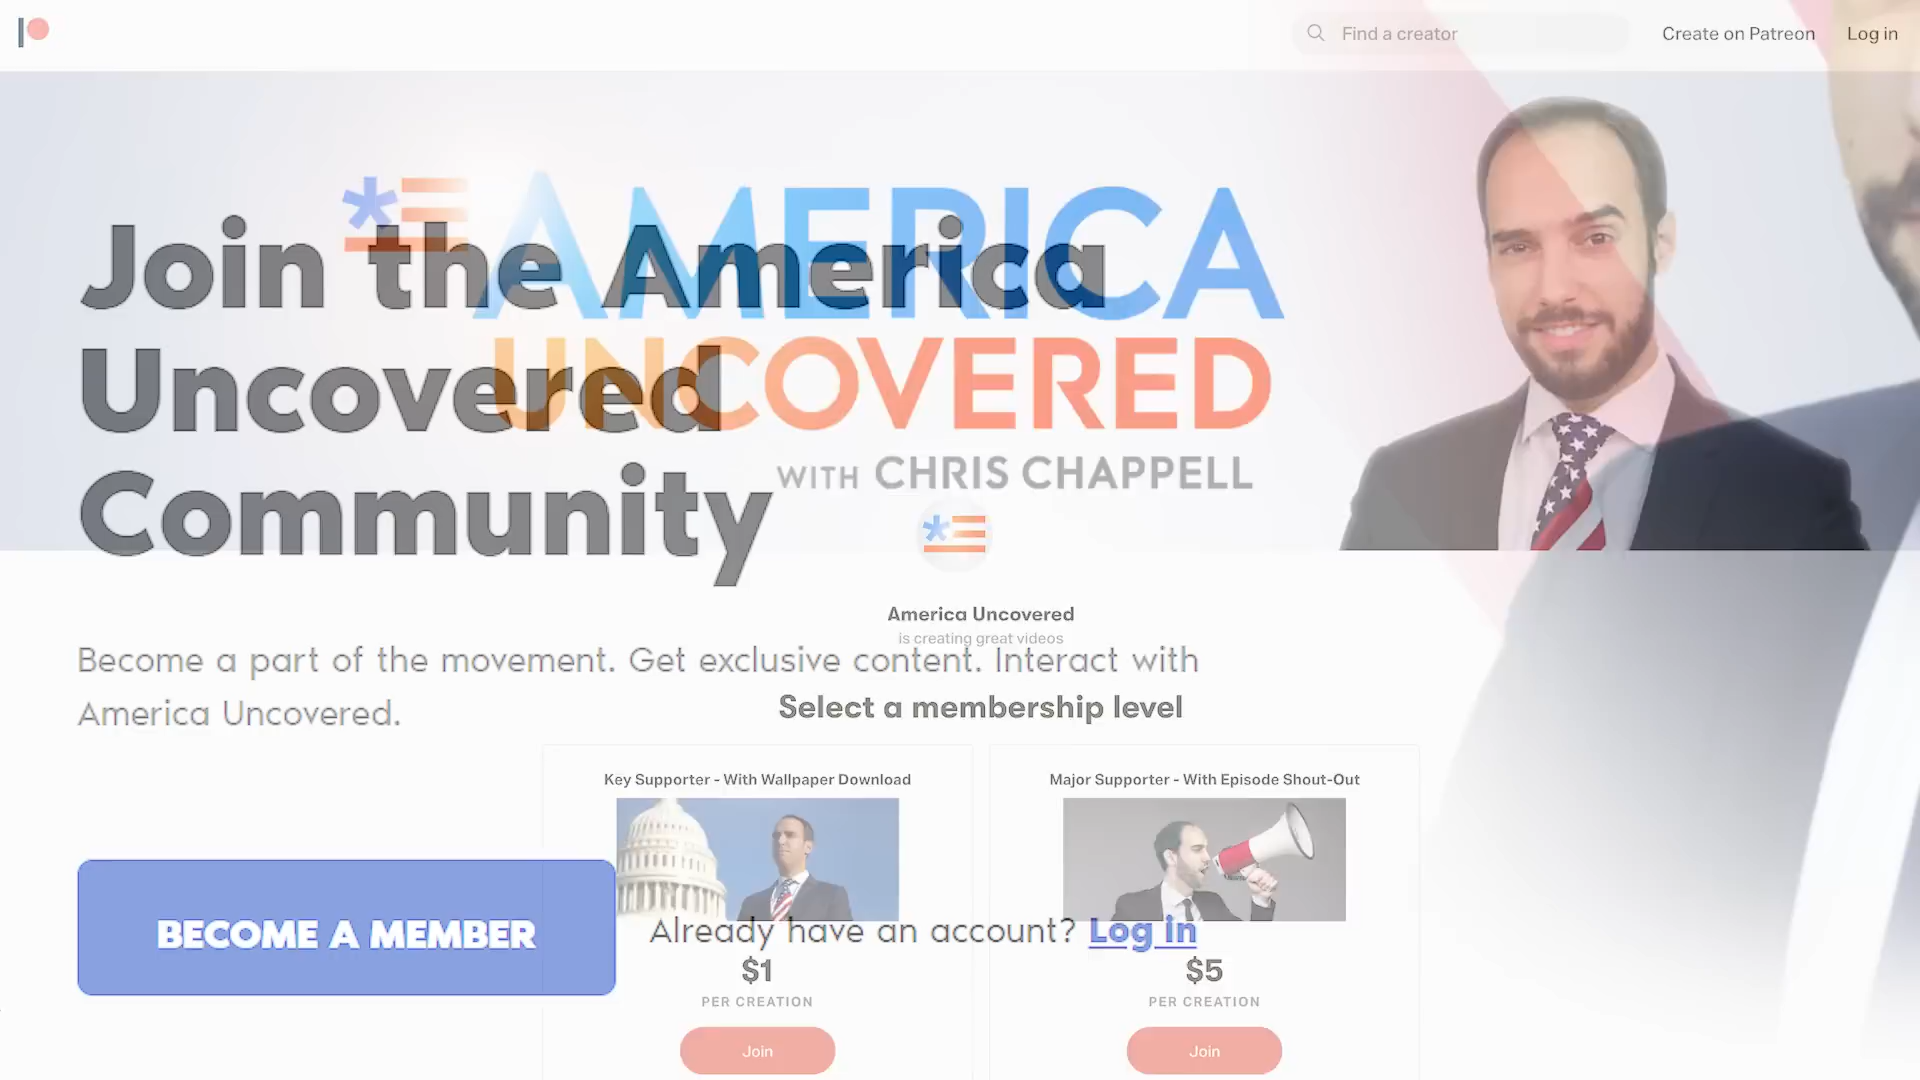 Find a creator
Create on Patreon
Log in
AMERICA
UNCOVERED
WITH CHRIS CHAPPELL
Join the America
Uncovered
Community
America Uncovered
is creating great videos
Become a part of the movement. Get exclusive content. Interact with
America Uncovered.
Select a membership level
Key Supporter - With Wallpaper Download
Major Supporter - With Episode Shout-Out
BECOME A MEMBER
Already have an account? Log in
$1
PER CREATION
Join
$5
PER CREATION
Join